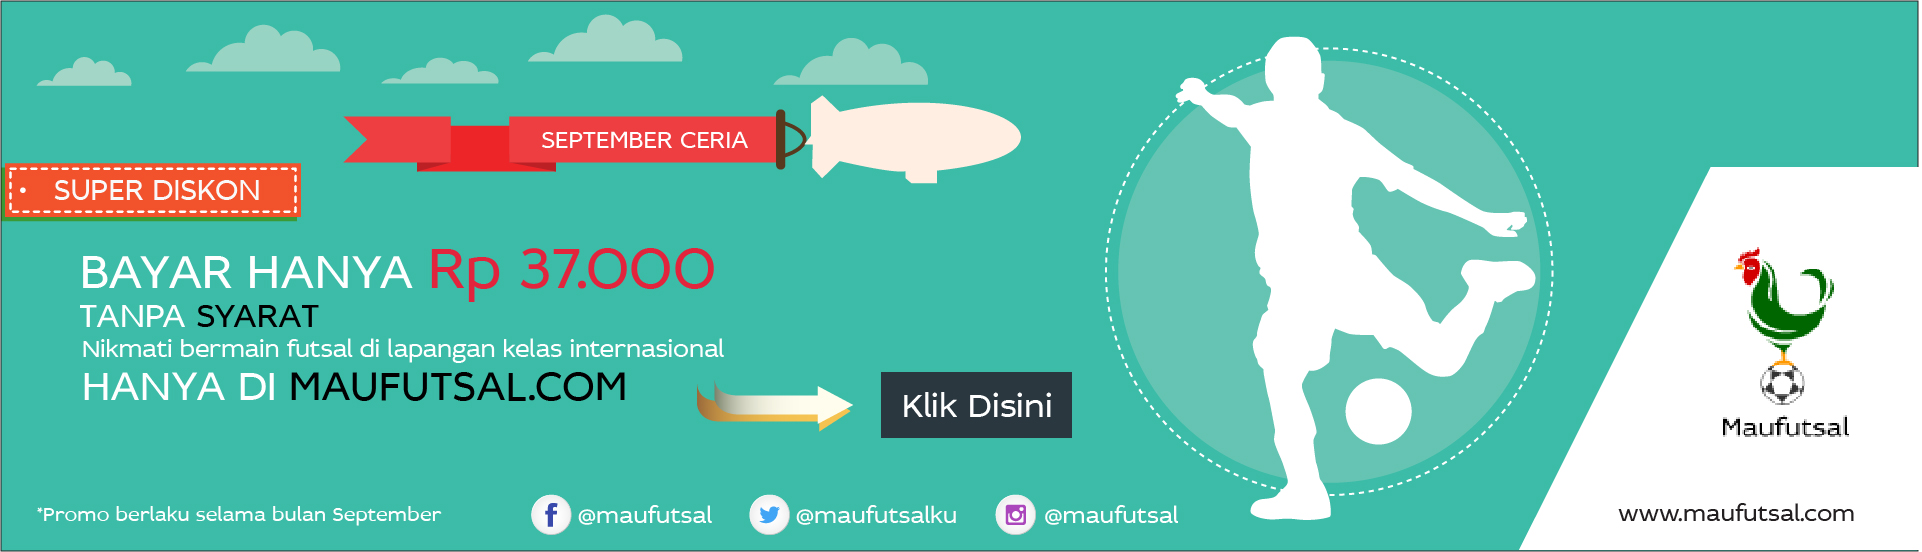 SEPTEMBER CERIA
SUPER DISKON
BAYAR HANYA Rp 37.000
TANPA SYARAT
Nikmati bermain futsal di lapangan kelas internasional
HANYA DI MAUFUTSAL.COM
Klik Disini
Maufutsal
*Promo berlaku selama bulan September
@maufutsal
@maufutsalku
@maufutsal
www.maufutsal.com